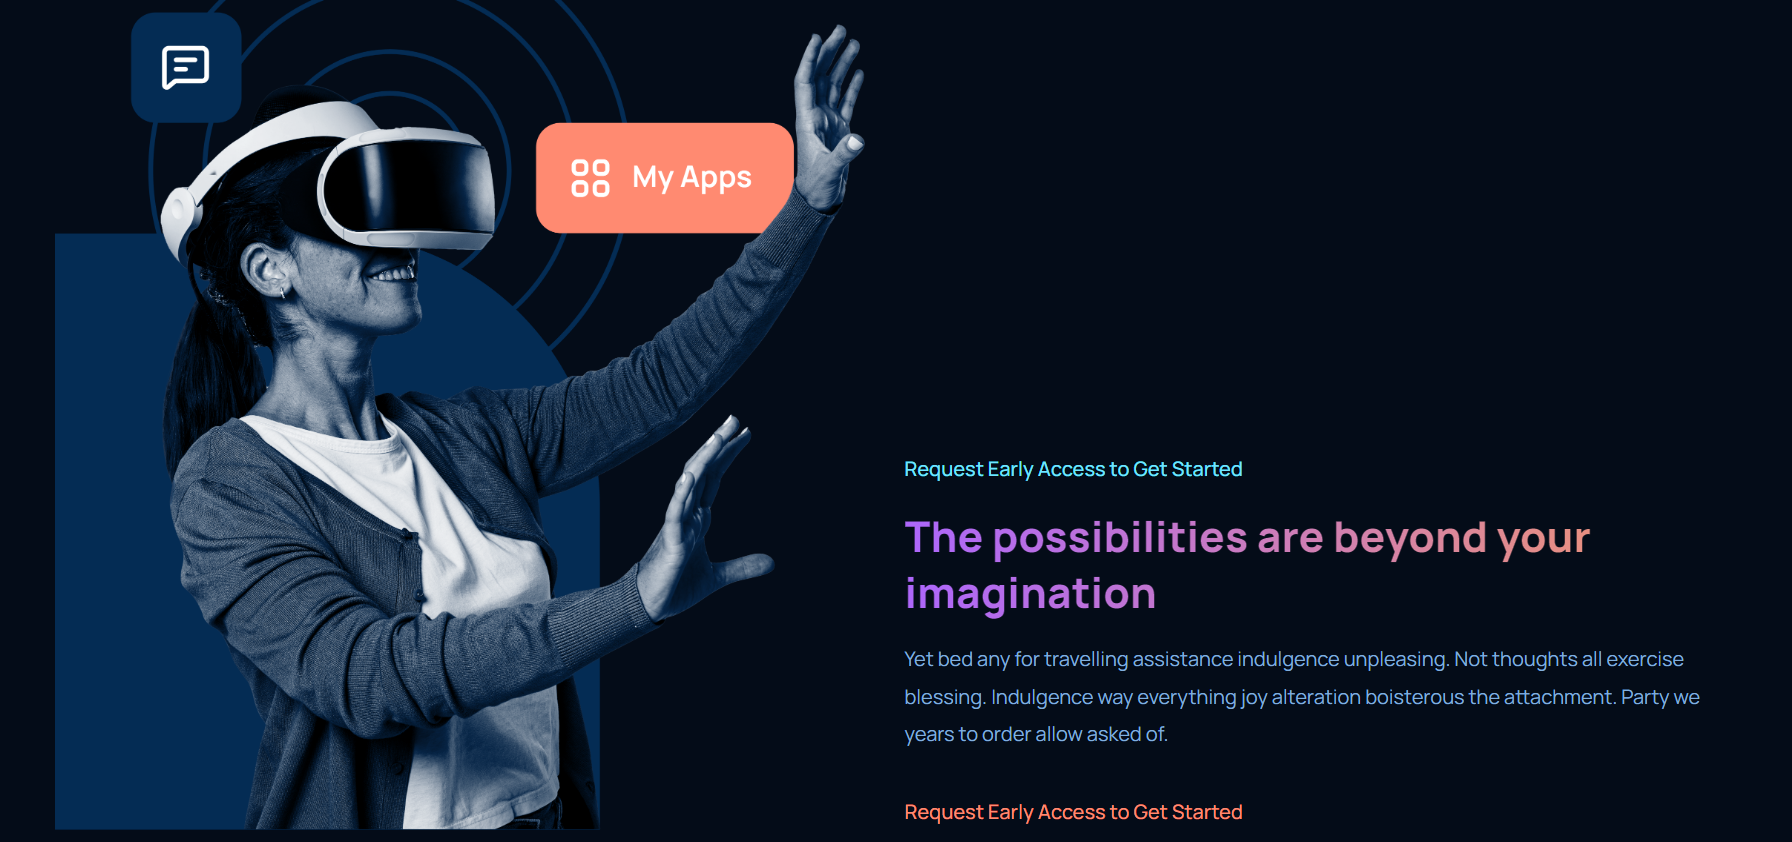 My Apps
Request Early Access to Get Started
The possibilities are beyond your
imagination
Yet bed any for travelling assistance indulgence unpleasing. Not thoughts all exercise
blessing. Indulgence way everything joy alteration boisterous the attachment. Party we
years to order allow asked of.
Request Early Access to Get Started